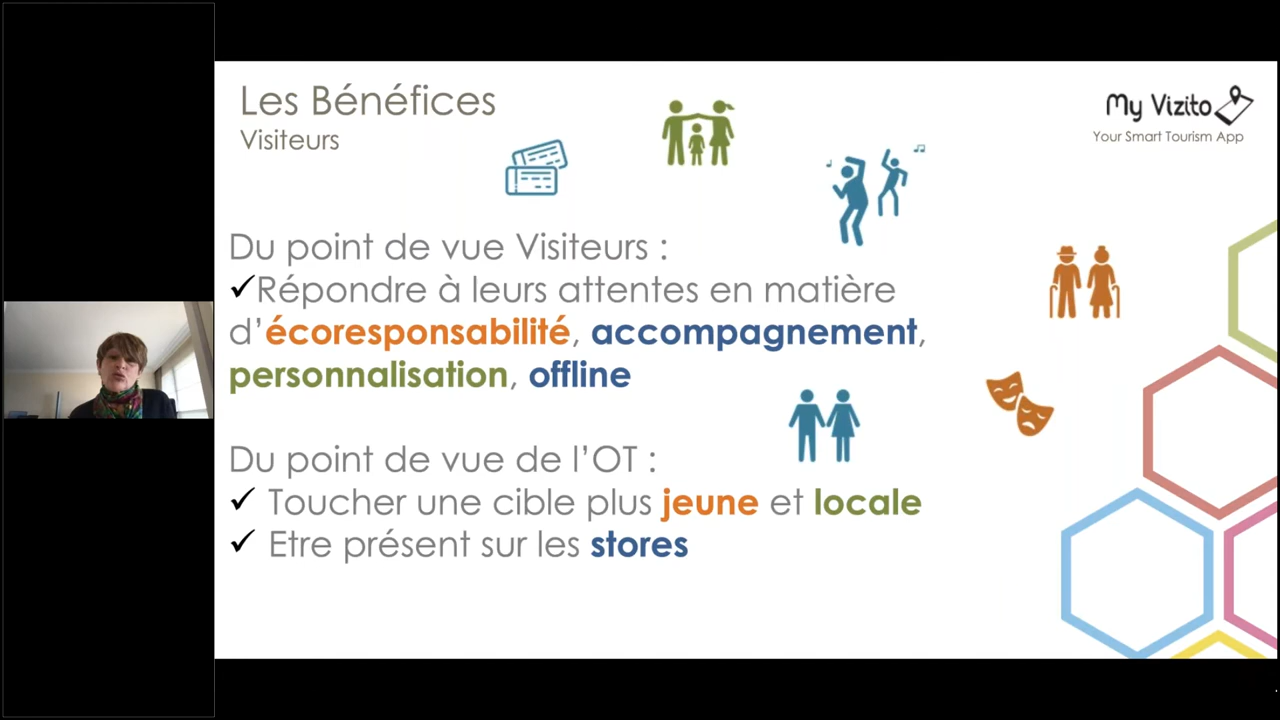 Les Bénéfices
Visiteurs
My Vizito
Your Smart Tourism App
Du point de vue Visiteurs :
✓Répondre à leurs attentes en matière
d’écoresponsabilité, accompagnement,
personnalisation, offline
Du point de vue de l’OT :
✓ Toucher une cible plus jeune et locale
✓ Etre présent sur les stores